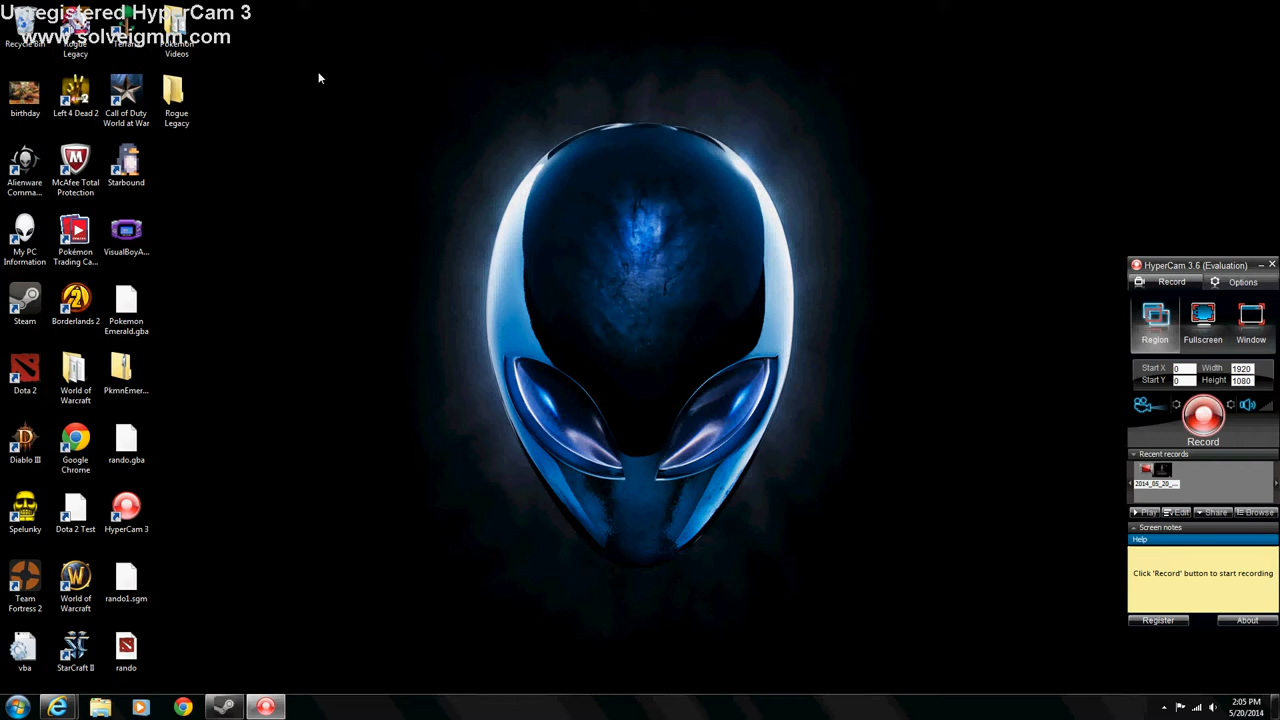 Unregistered HyperCam 3
www.solveigmm.com
Recycle Bin
Rogue
Legacy
Terraria
Pokemon
Videos
birthday
Left 4 Dead 2
Call of Duty
World at War
Rogue
Legacy
Alienware
Comma...
McAfee Total
Protection
Starbound
My PC
Information
Pokémon
Trading Ca...
VisualBoyA...
Steam
Borderlands 2
Pokemon
Emerald.gba
Dota 2
World of
Warcraft
PkmnEmer...
Diablo III
Google
Chrome
rando.gba
Spelunky
Dota 2 Test
HyperCam 3
Team
Fortress 2
World of
Warcraft
rando1.sgm
vba
StarCraft II
rando
HyperCam 3.6 (Evaluation)
Record
Options
Region
Fullscreen
Window
Start X 0 Width 1920
Start Y 0 Height 1080
Record
Recent records
2014_05_20_...
Play
Edit
Share
Browse
Screen notes
Help
Click 'Record' button to start recording
Register
About
2:05 PM
5/20/2014